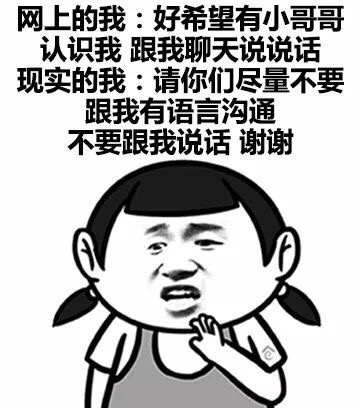 网上的我：好希望有小哥哥
认识我 跟我聊天说说话
现实的我：请你们尽量不要
跟我有语言沟通
不要跟我说话 谢谢